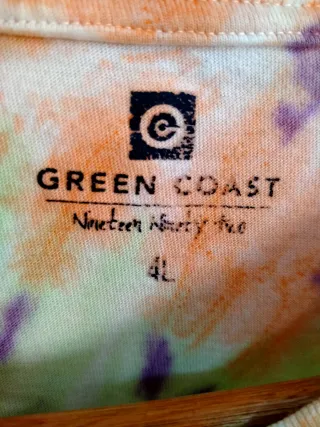 GREEN COAST
Nineteen Ninety Two
4L